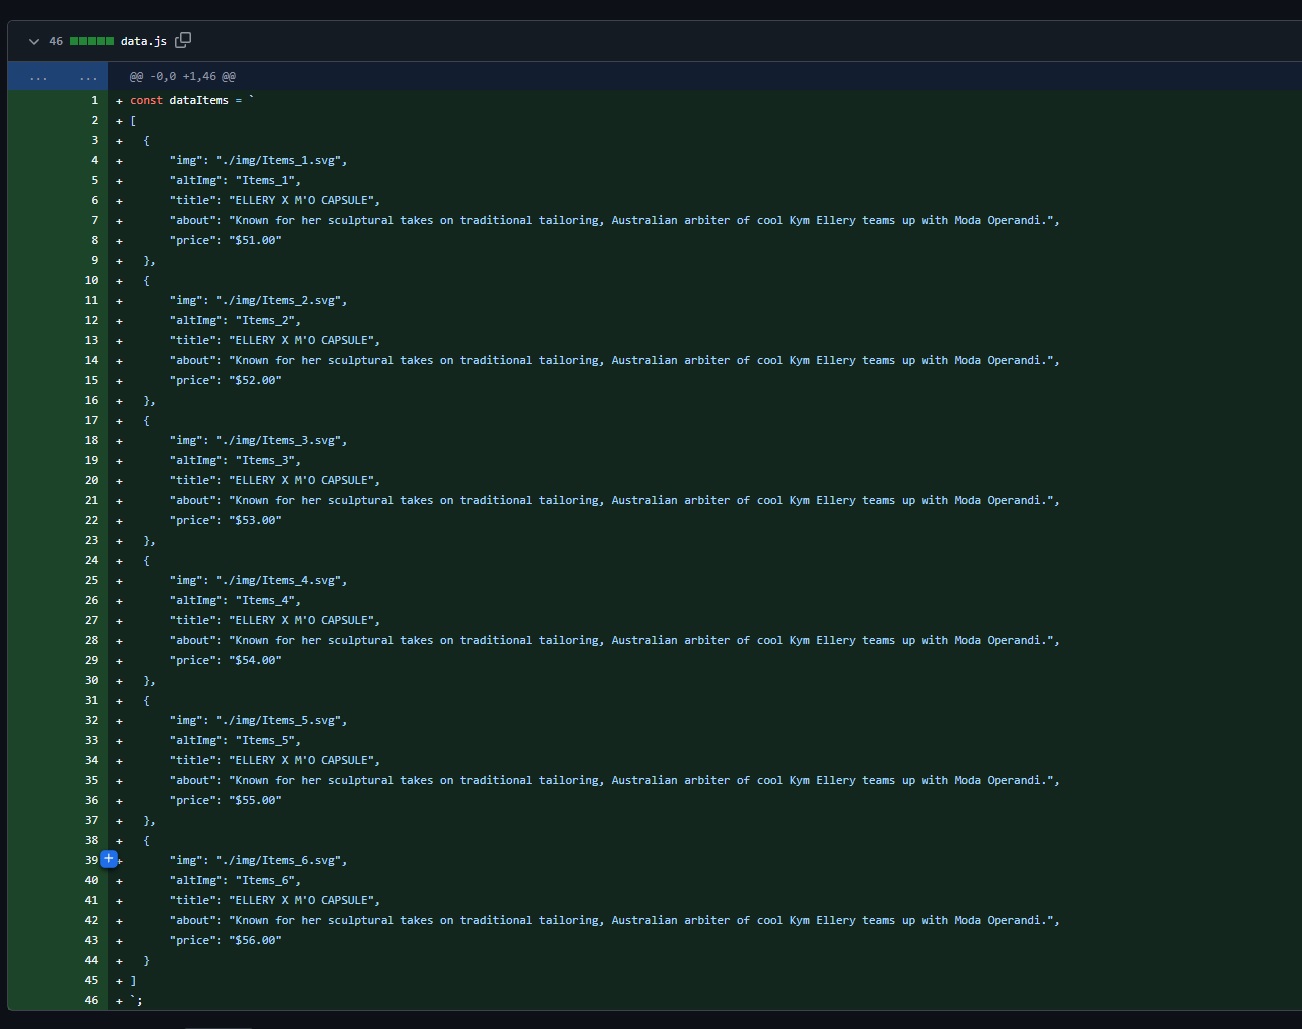 46 data.js
... ... @@ -0,0 +1,46 @@
1 + const dataItems = `
2 + [
3 +   {
4 +       "img": "./img/Items_1.svg",
5 +       "altImg": "Items_1",
6 +       "title": "ELLERY X M'O CAPSULE",
7 +       "about": "Known for her sculptural takes on traditional tailoring, Australian arbiter of cool Kym Ellery teams up with Moda Operandi.",
8 +       "price": "$51.00"
9 +   },
10 +   {
11 +       "img": "./img/Items_2.svg",
12 +       "altImg": "Items_2",
13 +       "title": "ELLERY X M'O CAPSULE",
14 +       "about": "Known for her sculptural takes on traditional tailoring, Australian arbiter of cool Kym Ellery teams up with Moda Operandi.",
15 +       "price": "$52.00"
16 +   },
17 +   {
18 +       "img": "./img/Items_3.svg",
19 +       "altImg": "Items_3",
20 +       "title": "ELLERY X M'O CAPSULE",
21 +       "about": "Known for her sculptural takes on traditional tailoring, Australian arbiter of cool Kym Ellery teams up with Moda Operandi.",
22 +       "price": "$53.00"
23 +   },
24 +   {
25 +       "img": "./img/Items_4.svg",
26 +       "altImg": "Items_4",
27 +       "title": "ELLERY X M'O CAPSULE",
28 +       "about": "Known for her sculptural takes on traditional tailoring, Australian arbiter of cool Kym Ellery teams up with Moda Operandi.",
29 +       "price": "$54.00"
30 +   },
31 +   {
32 +       "img": "./img/Items_5.svg",
33 +       "altImg": "Items_5",
34 +       "title": "ELLERY X M'O CAPSULE",
35 +       "about": "Known for her sculptural takes on traditional tailoring, Australian arbiter of cool Kym Ellery teams up with Moda Operandi.",
36 +       "price": "$55.00"
37 +   },
38 +   {
39 +       "img": "./img/Items_6.svg",
40 +       "altImg": "Items_6",
41 +       "title": "ELLERY X M'O CAPSULE",
42 +       "about": "Known for her sculptural takes on traditional tailoring, Australian arbiter of cool Kym Ellery teams up with Moda Operandi.",
43 +       "price": "$56.00"
44 +   }
45 + ]
46 + `;